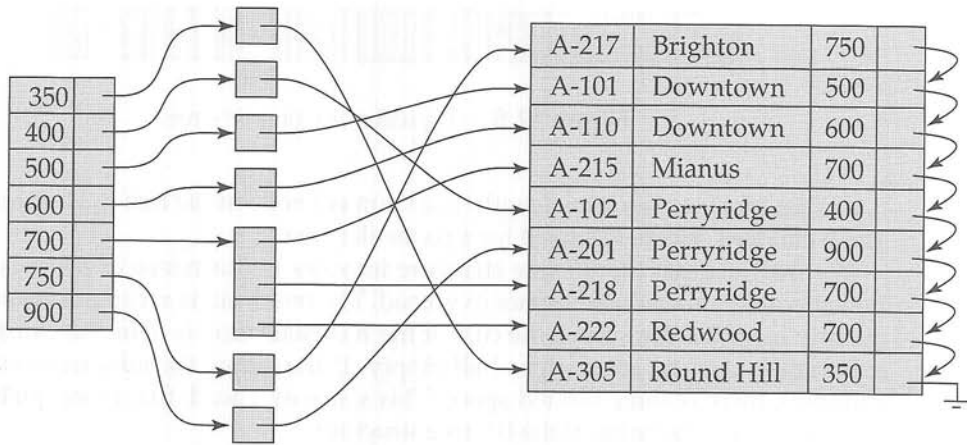 350
400
500
600
700
750
900
A-217 Brighton 750
A-101 Downtown 500
A-110 Downtown 600
A-215 Mianus 700
A-102 Perryridge 400
A-201 Perryridge 900
A-218 Perryridge 700
A-222 Redwood 700
A-305 Round Hill 350